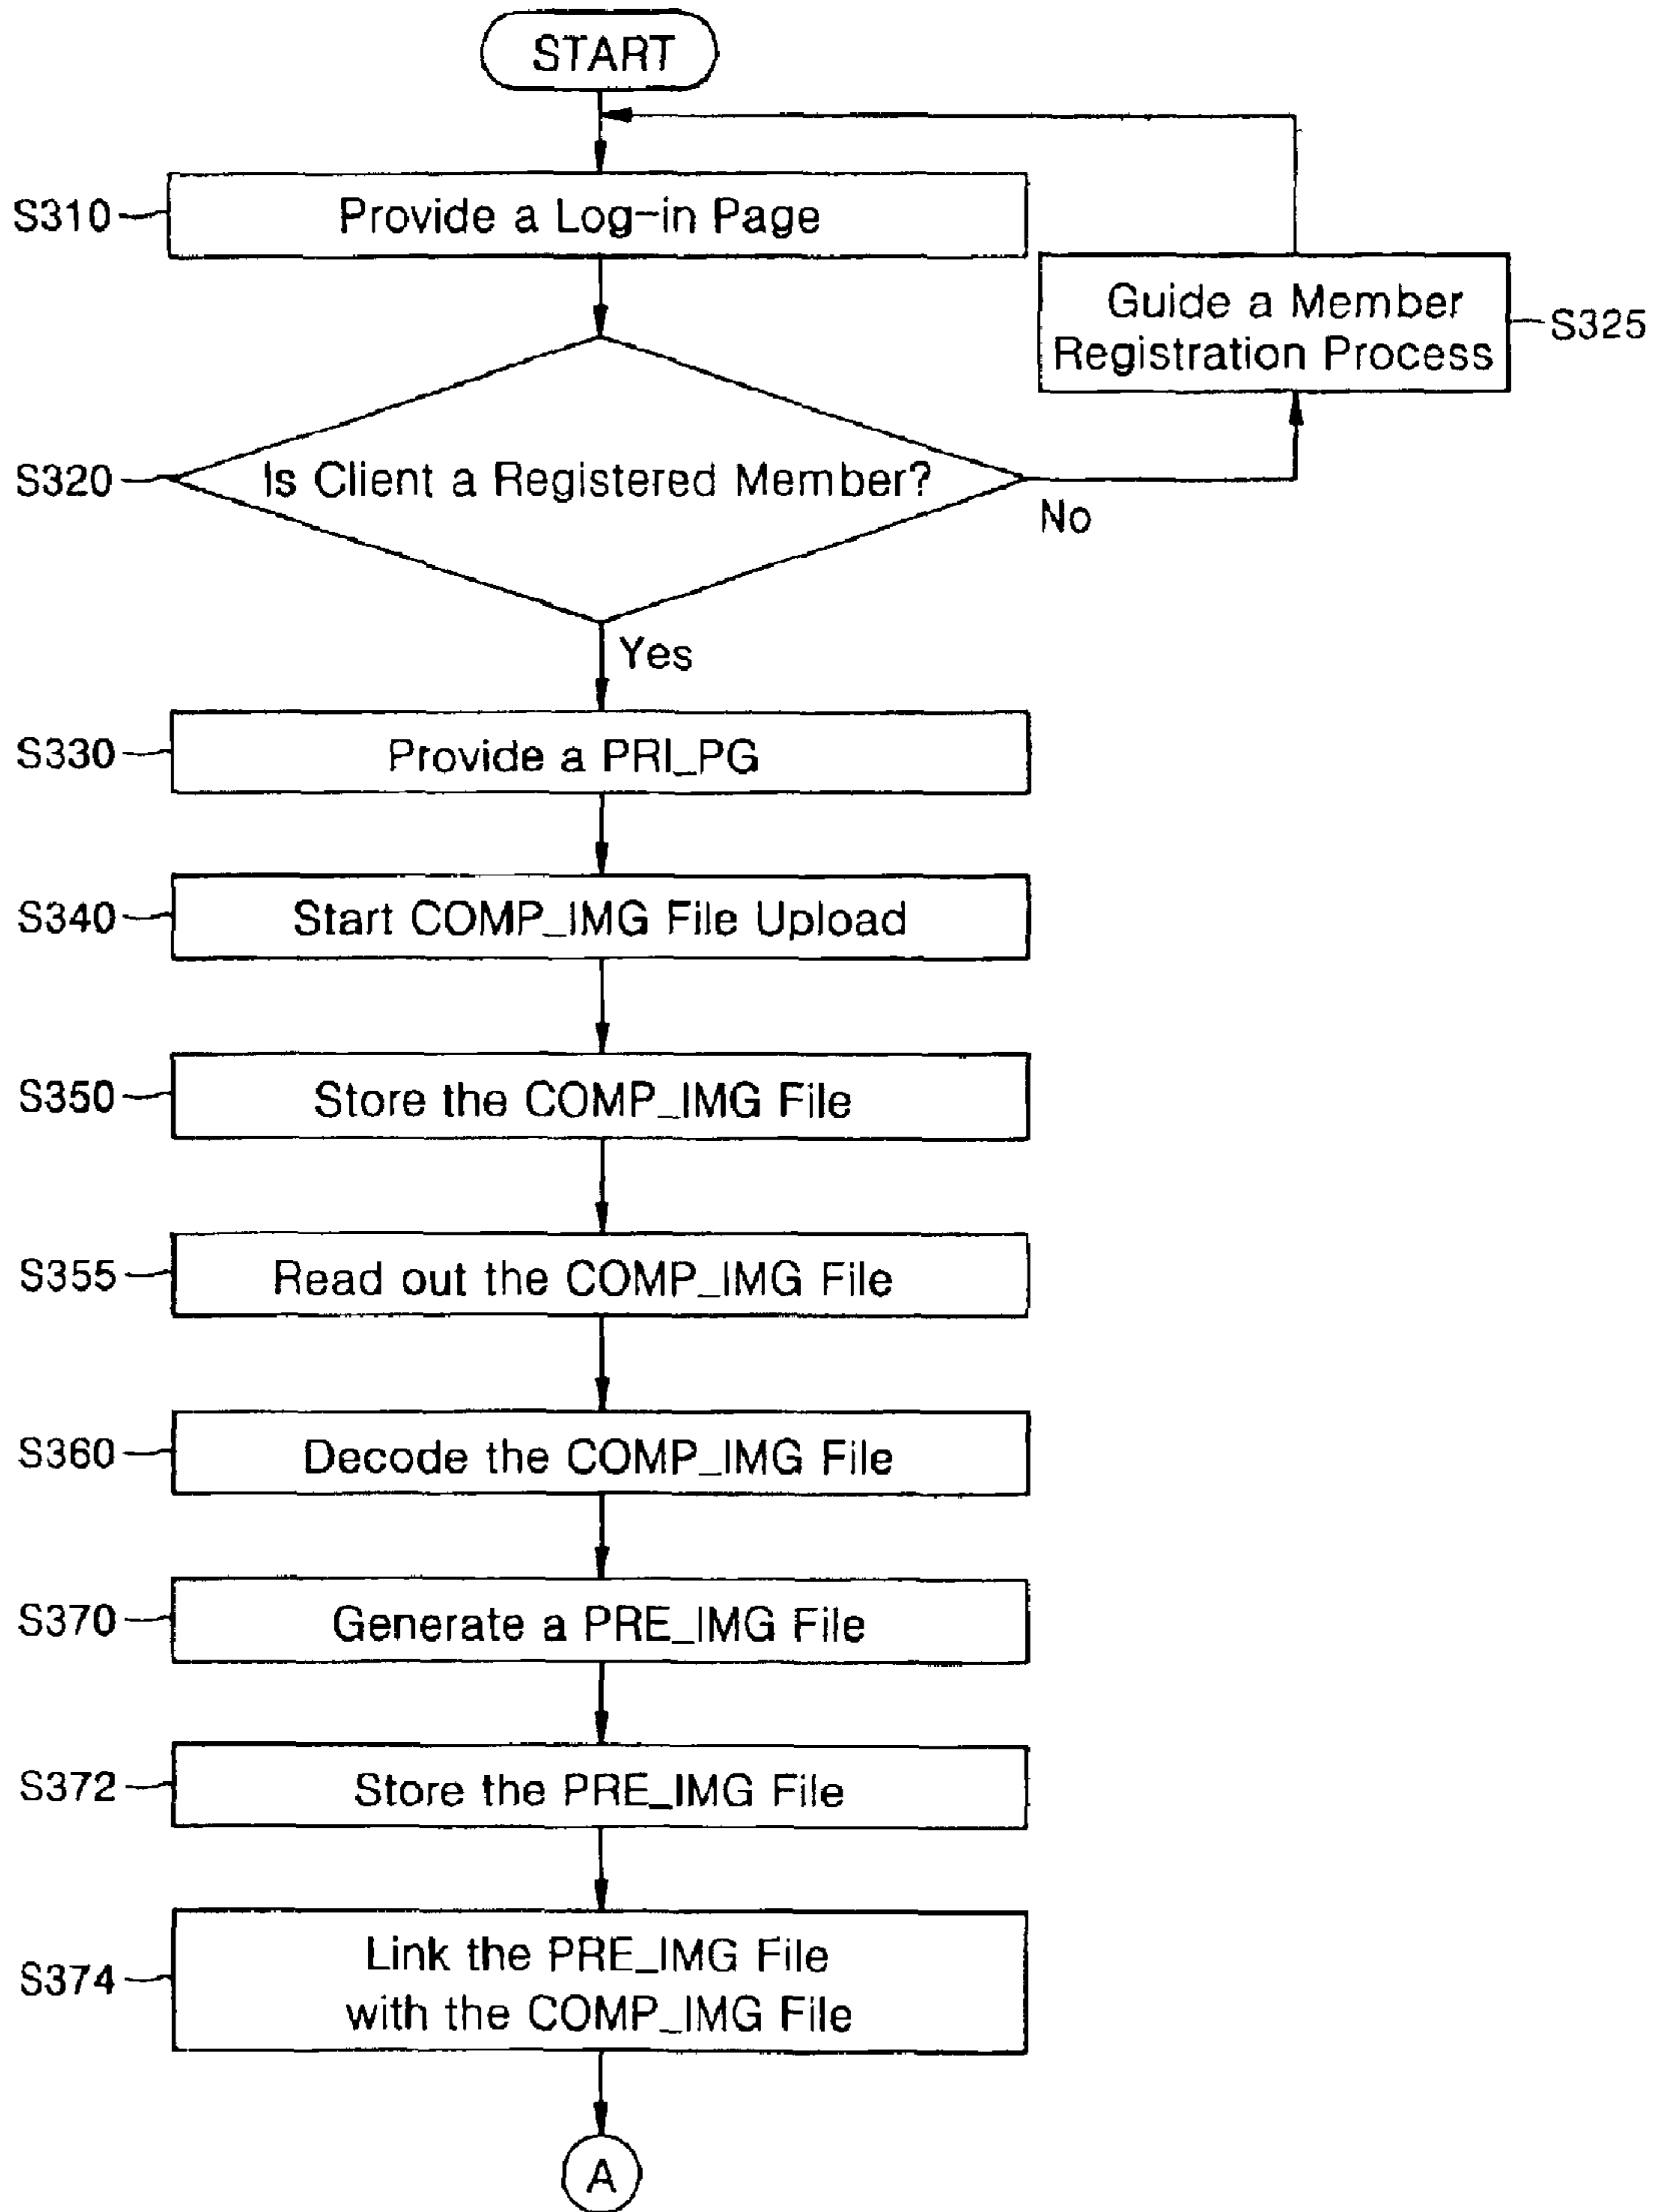 START
S310
Provide a Log-in Page
Guide a Member
Registration Process
S325
S320
Is Client a Registered Member?
No
Yes
S330
Provide a PRI_PG
S340
Start COMP_IMG File Upload
S350
Store the COMP_IMG File
S355
Read out the COMP_IMG File
S360
Decode the COMP_IMG File
S370
Generate a PRE_IMG File
S372
Store the PRE_IMG File
S374
Link the PRE_IMG File
with the COMP_IMG File
A